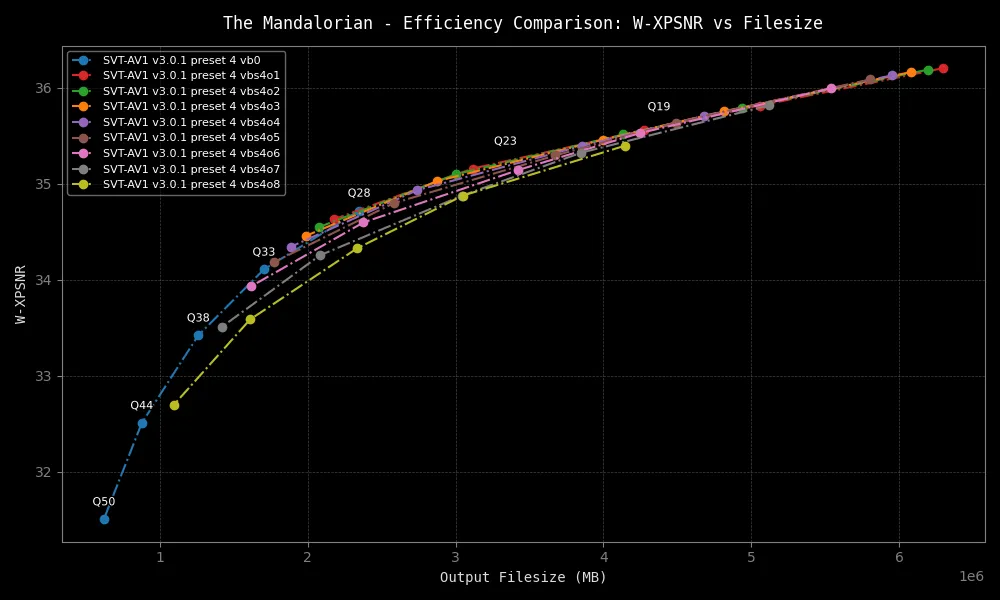 The Mandalorian - Efficiency Comparison: W-XPSNR vs Filesize
SVT-AV1 v3.0.1 preset 4 vb0
SVT-AV1 v3.0.1 preset 4 vbs4o1
SVT-AV1 v3.0.1 preset 4 vbs4o2
SVT-AV1 v3.0.1 preset 4 vbs4o3
SVT-AV1 v3.0.1 preset 4 vbs4o4
SVT-AV1 v3.0.1 preset 4 vbs4o5
SVT-AV1 v3.0.1 preset 4 vbs4o6
SVT-AV1 v3.0.1 preset 4 vbs4o7
SVT-AV1 v3.0.1 preset 4 vbs4o8
36
35
34
33
32
W-XPSNR
Q19
Q23
Q28
Q33
Q38
Q44
Q50
1 2 3 4 5 6
1e6
Output Filesize (MB)